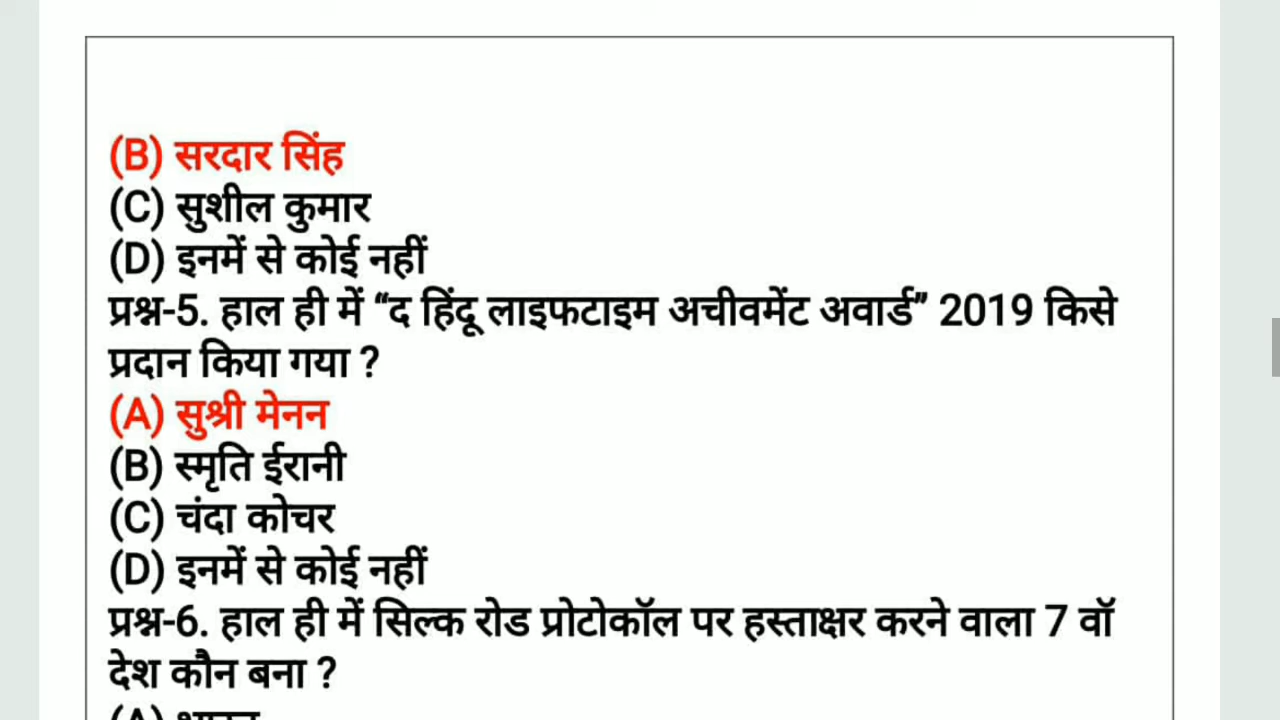 (B) सरदार सिंह
(C) सुशील कुमार
(D) इनमें से कोई नहीं
प्रश्न-5. हाल ही में “द हिंदू लाइफटाइम अचीवमेंट अवार्ड” 2019 किसे
प्रदान किया गया ?
(A) सुश्री मेनन
(B) स्मृति ईरानी
(C) चंदा कोचर
(D) इनमें से कोई नहीं
प्रश्न-6. हाल ही में सिल्क रोड प्रोटोकॉल पर हस्ताक्षर करने वाला 7 वॉ
देश कौन बना ?
(A)